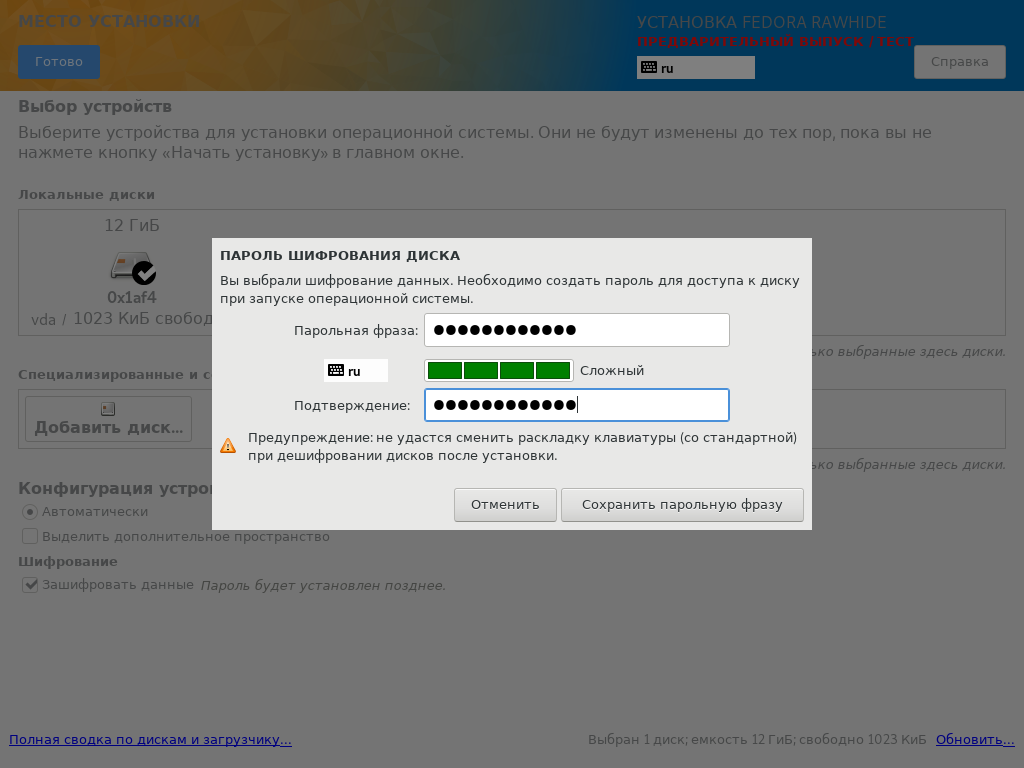 МЕСТО УСТАНОВКИ
УСТАНОВКА FEDORA RAWHIDE
ПРЕДВАРИТЕЛЬНЫЙ ВЫПУСК / ТЕСТ
Готово
ru
Справка
Выбор устройств
Выберите устройства для установки операционной системы. Они не будут изменены до тех пор, пока вы не
нажмете кнопку «Начать установку» в главном окне.
Локальные диски
12 ГиБ
0x1af4
vda / 1023 КиБ свобод
ько выбранные здесь диски.
Специализированные и с
Добавить диск...
ько выбранные здесь диски.
ПАРОЛЬ ШИФРОВАНИЯ ДИСКА
Вы выбрали шифрование данных. Необходимо создать пароль для доступа к диску
при запуске операционной системы.
Парольная фраза: ●●●●●●●●●●●●
ru
Сложный
Подтверждение: ●●●●●●●●●●●●
Предупреждение: не удастся сменить раскладку клавиатуры (со стандартной)
при дешифровании дисков после установки.
Отменить
Сохранить парольную фразу
Конфигурация устро
Автоматически
Выделить дополнительное пространство
Шифрование
Зашифровать данные Пароль будет установлен позднее.
Полная сводка по дискам и загрузчику...
Выбран 1 диск; емкость 12 ГиБ; свободно 1023 КиБ Обновить...